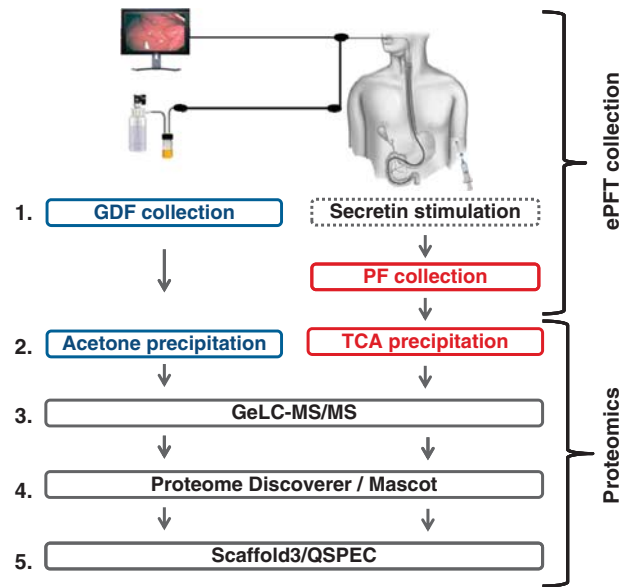 1.
GDF collection
Secretin stimulation
PF collection
ePFT collection
2.
Acetone precipitation
TCA precipitation
3.
GeLC-MS/MS
4.
Proteome Discoverer / Mascot
5.
Scaffold3/QSPEC
Proteomics